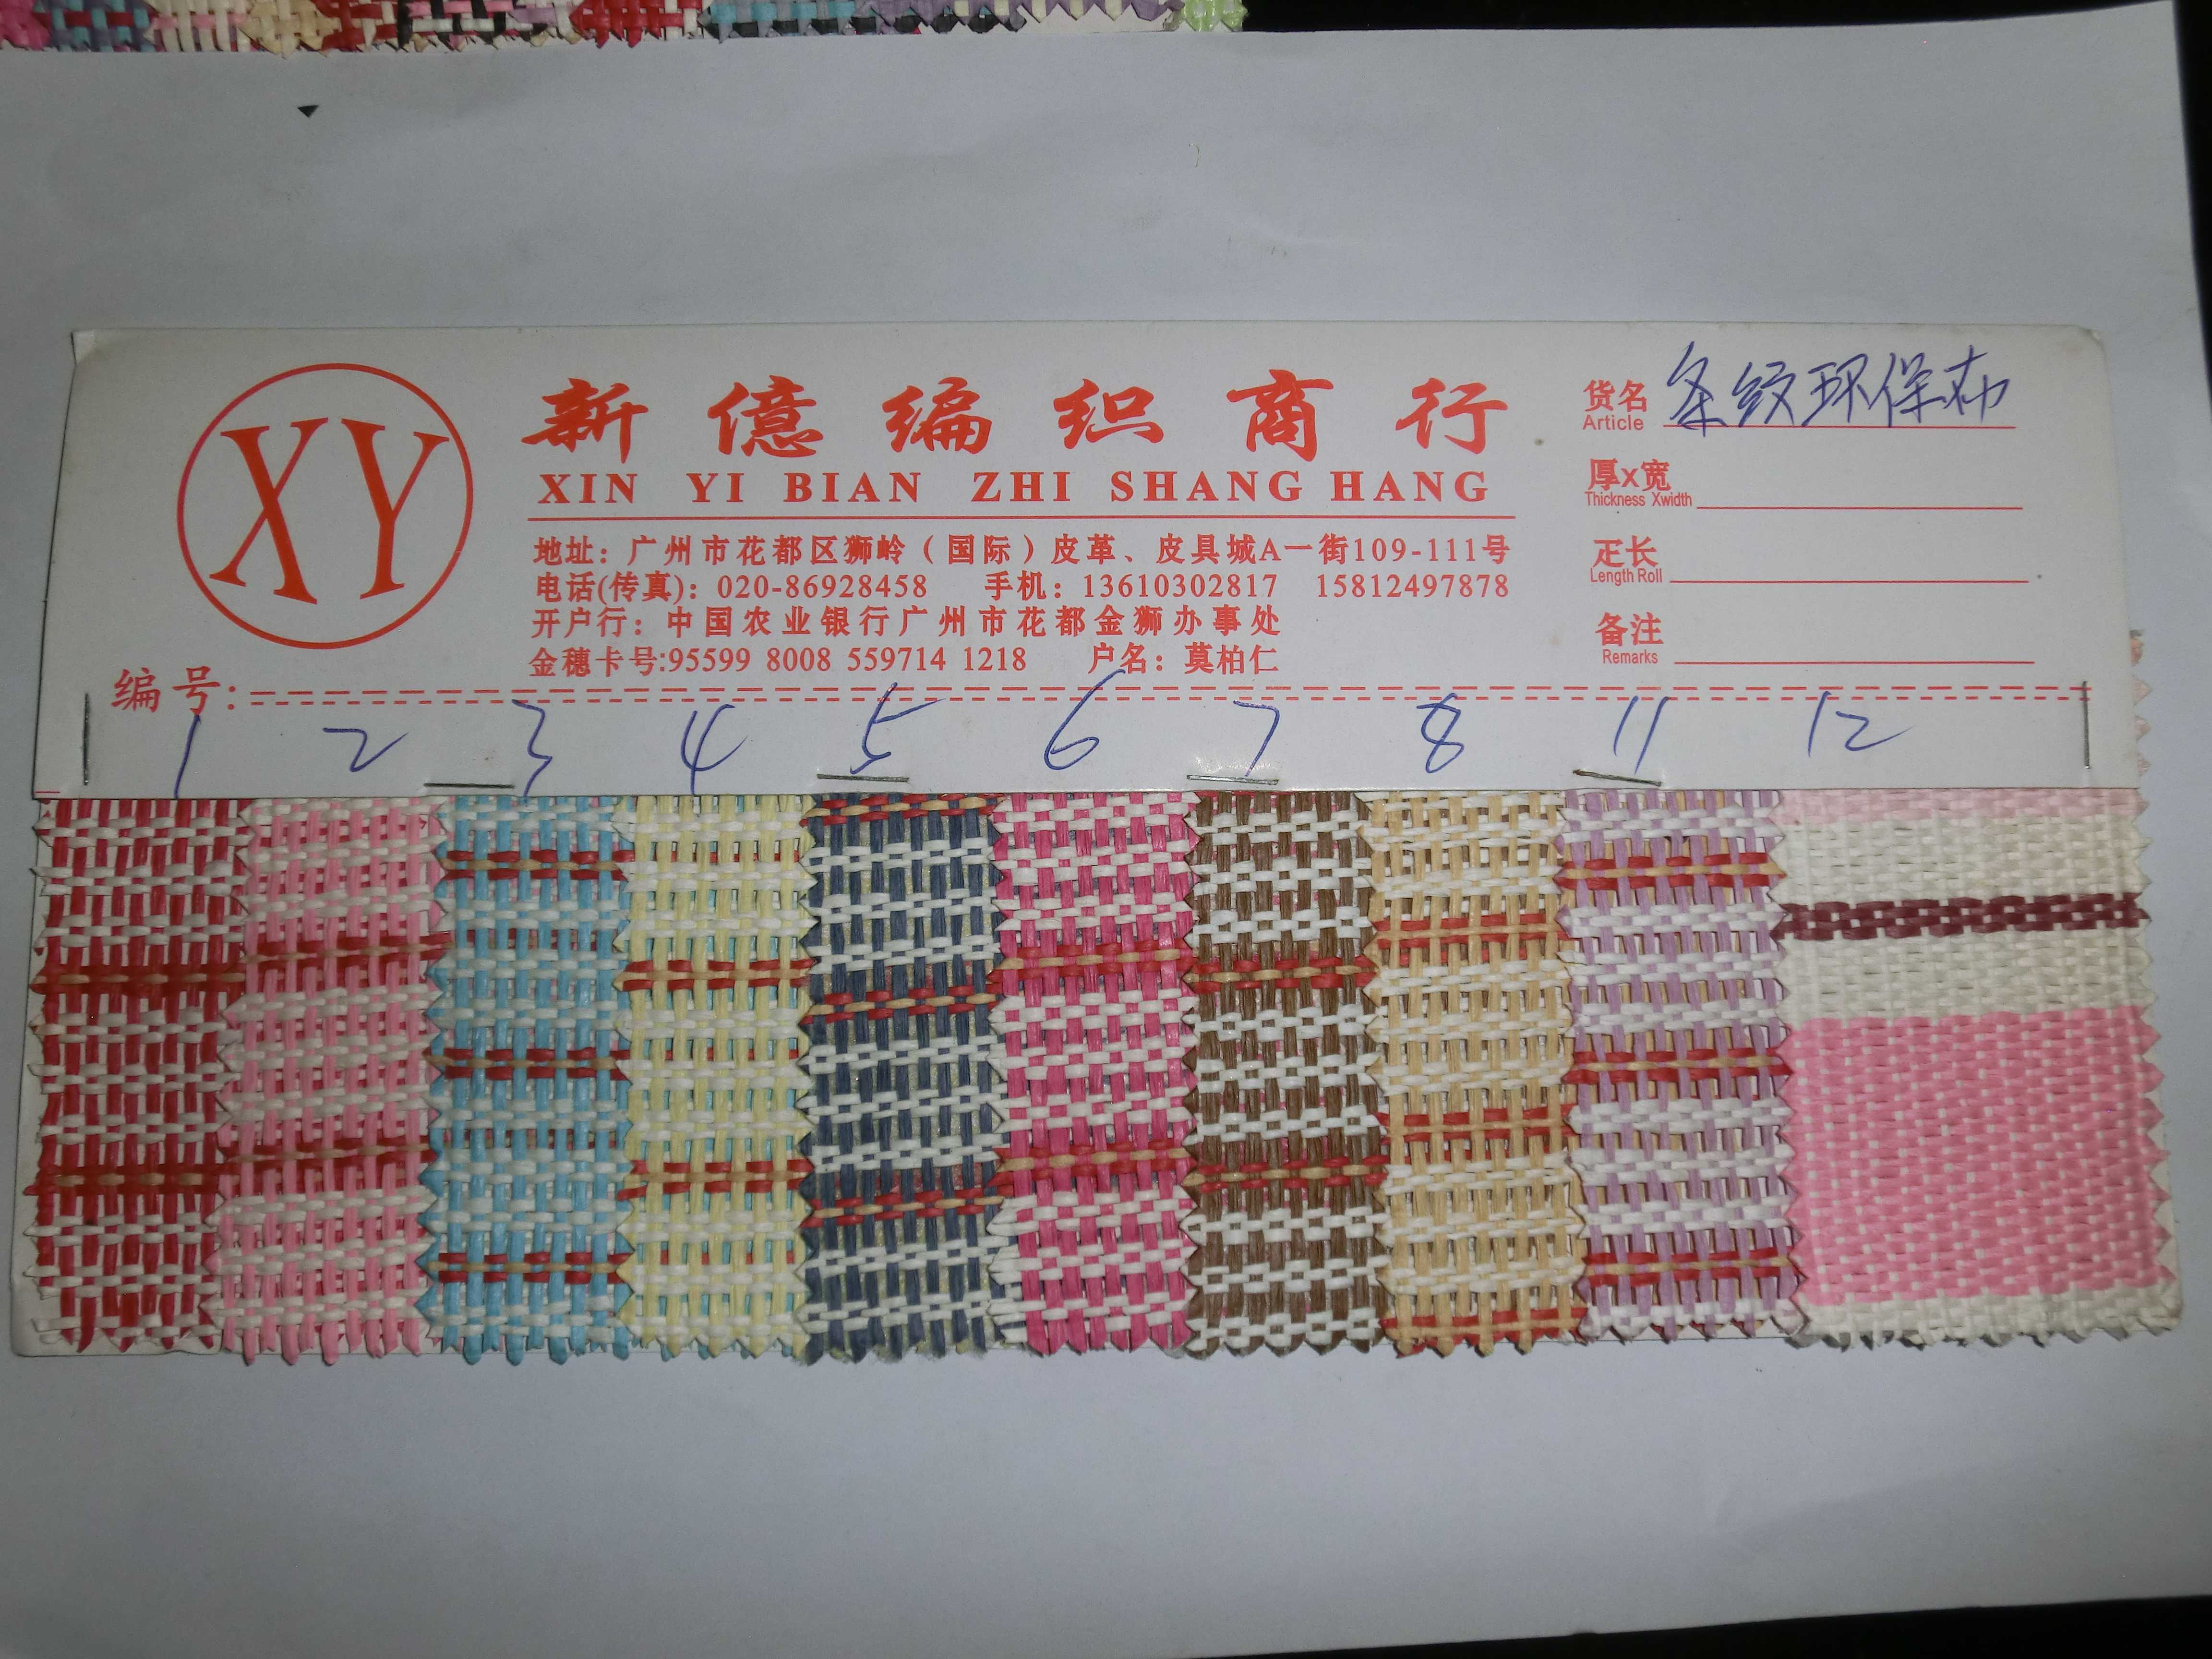 XY
新億编织商行
XIN YI BIAN ZHI SHANG HANG
地址：广州市花都区狮岭（国际）皮革、皮具城A一街109-111号
电话(传真)：020-86928458 手机：13610302817 15812497878
开户行：中国农业银行广州市花都金狮办事处
金穗卡号:95599 8008 559714 1218 户名：莫柏仁
货名 条纹环保布
Article
厚x宽
Thickness Xwidth
疋长
Length Roll
备注
Remarks
编号:
1 2 3 4 5 6 7 8 11 12